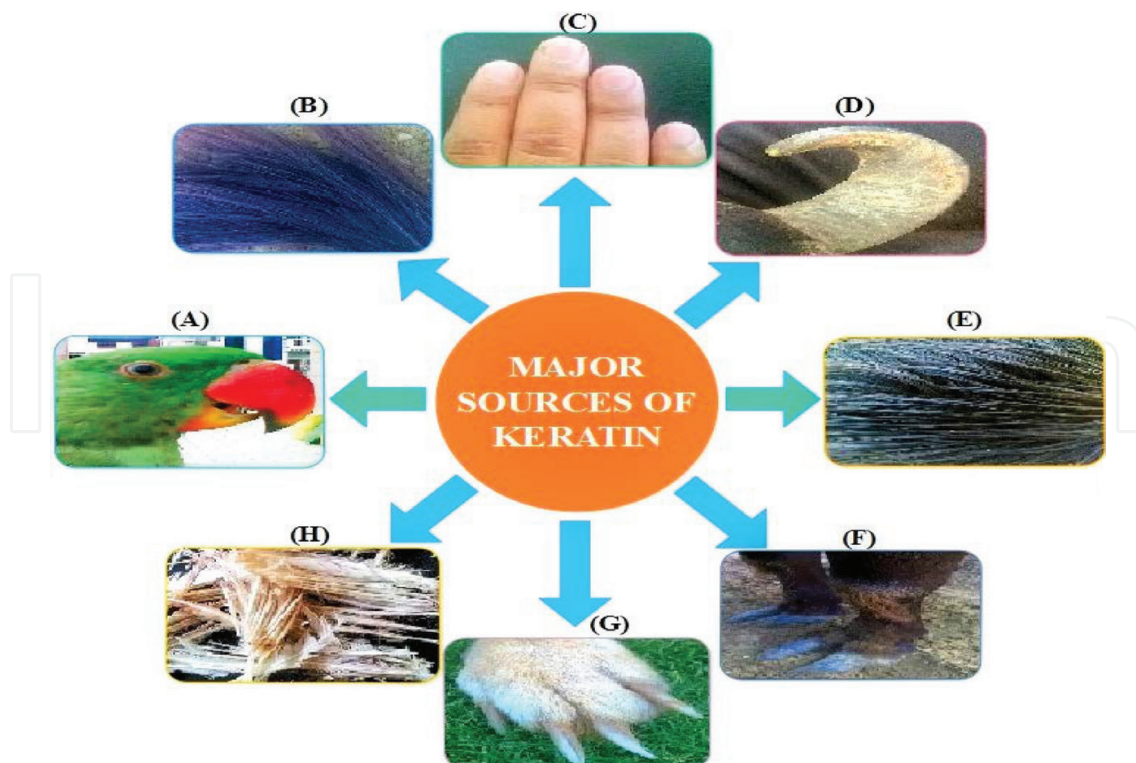 (C)
(B)
(D)
(A)
(E)
MAJOR
SOURCES OF
KERATIN
(H)
(F)
(G)